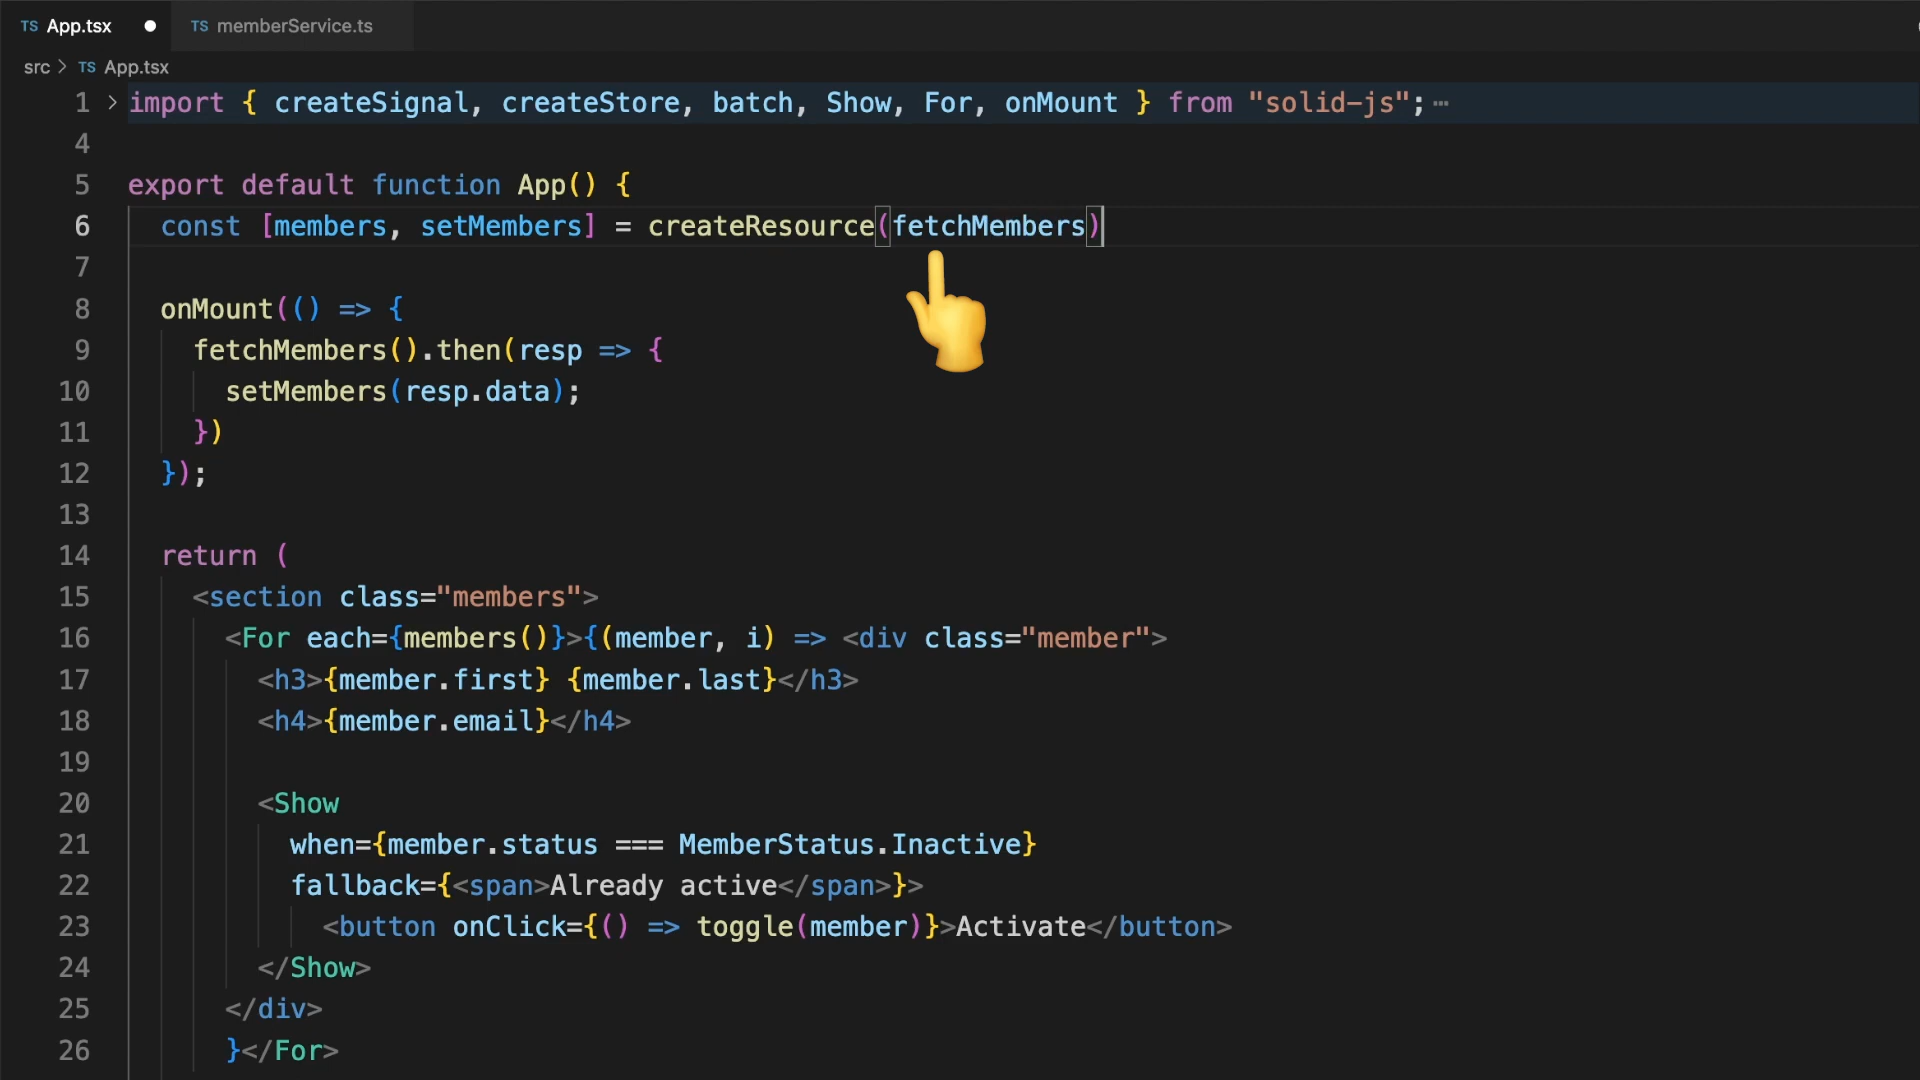 TS App.tsx ● TS memberService.ts
src > TS App.tsx
1 > import { createSignal, createStore, batch, Show, For, onMount } from "solid-js";⋯
4
5 export default function App() {
6 const [members, setMembers] = createResource(fetchMembers)
7
8 onMount(() => {
9 fetchMembers().then(resp => {
10 setMembers(resp.data);
11 })
12 });
13
14 return (
15 <section class="members">
16 <For each={members()}>{(member, i) => <div class="member">
17 <h3>{member.first} {member.last}</h3>
18 <h4>{member.email}</h4>
19
20 <Show
21 when={member.status === MemberStatus.Inactive}
22 fallback={<span>Already active</span>}>
23 <button onClick={() => toggle(member)}>Activate</button>
24 </Show>
25 </div>
26 }</For>